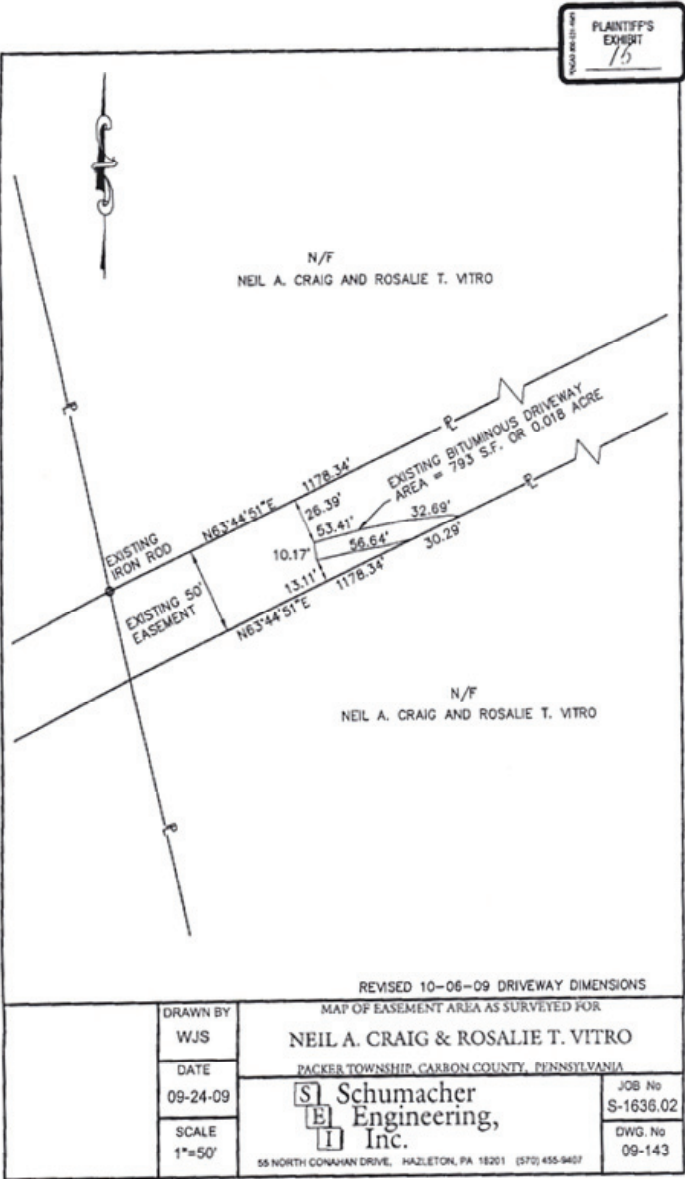 PLAINTIFF'S
EXHIBIT
15
N/F
NEIL A. CRAIG AND ROSALIE T. VITRO
EXISTING BITUMINOUS DRIVEWAY
AREA = 793 S.F. OR 0.018 ACRE
1178.34'
N63°44'51"E
26.39'
53.41'
32.69'
EXISTING
IRON ROD
10.17'
56.64'
30.29'
13.11'
1178.34'
EXISTING 50'
EASEMENT
N63°44'51"E
N/F
NEIL A. CRAIG AND ROSALIE T. VITRO
REVISED 10-06-09 DRIVEWAY DIMENSIONS
DRAWN BY
WJS
DATE
09-24-09
SCALE
1"=50'
MAP OF EASEMENT AREA AS SURVEYED FOR
NEIL A. CRAIG & ROSALIE T. VITRO
PACKER TOWNSHIP, CARBON COUNTY, PENNSYLVANIA
S Schumacher
E Engineering,
I Inc.
55 NORTH CONAHAN DRIVE, HAZLETON, PA 18201 (570) 455-9407
JOB No
S-1636.02
DWG. No
09-143